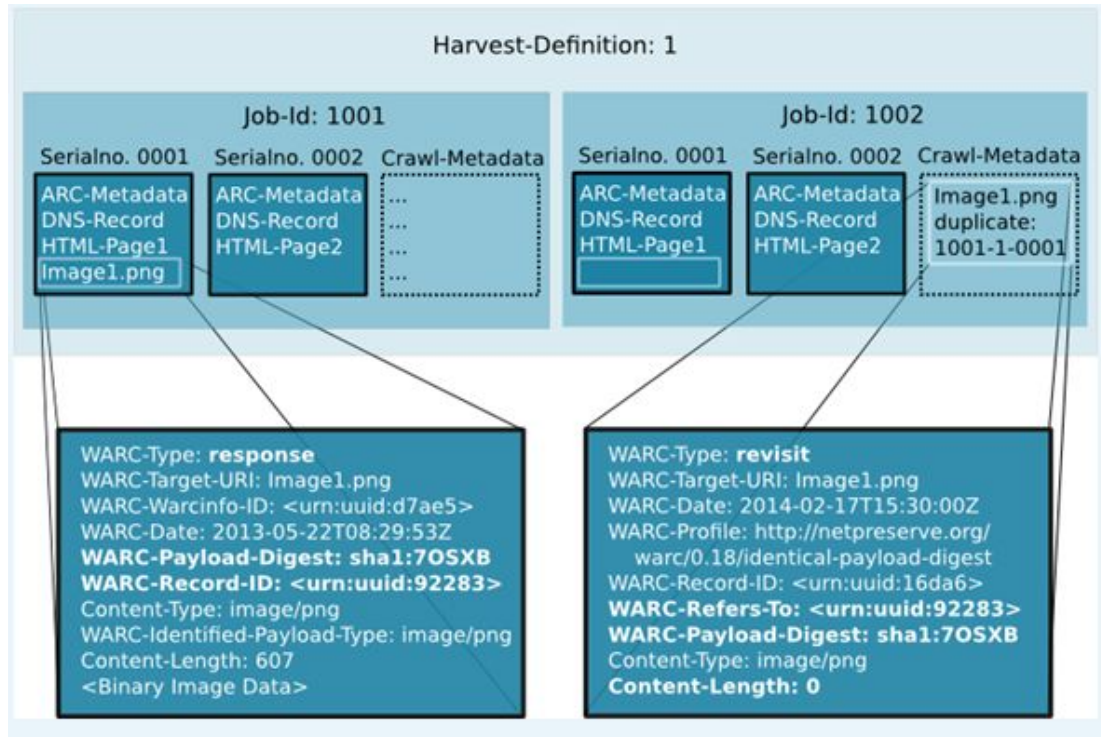 Harvest-Definition: 1
Job-Id: 1001
Serialno. 0001
ARC-Metadata
DNS-Record
HTML-Page1
Image1.png
Serialno. 0002
ARC-Metadata
DNS-Record
HTML-Page2
Crawl-Metadata
...
...
...
...
Job-Id: 1002
Serialno. 0001
ARC-Metadata
DNS-Record
HTML-Page1
Serialno. 0002
ARC-Metadata
DNS-Record
HTML-Page2
Crawl-Metadata
Image1.png
duplicate:
1001-1-0001
WARC-Type: response
WARC-Target-URI: Image1.png
WARC-Warcinfo-ID: <urn:uuid:d7ae5>
WARC-Date: 2013-05-22T08:29:53Z
WARC-Payload-Digest: sha1:7OSXB
WARC-Record-ID: <urn:uuid:92283>
Content-Type: image/png
WARC-Identified-Payload-Type: image/png
Content-Length: 607
<Binary Image Data>
WARC-Type: revisit
WARC-Target-URI: Image1.png
WARC-Date: 2014-02-17T15:30:00Z
WARC-Profile: http://netpreserve.org/
warc/0.18/identical-payload-digest
WARC-Record-ID: <urn:uuid:16da6>
WARC-Refers-To: <urn:uuid:92283>
WARC-Payload-Digest: sha1:7OSXB
Content-Type: image/png
Content-Length: 0